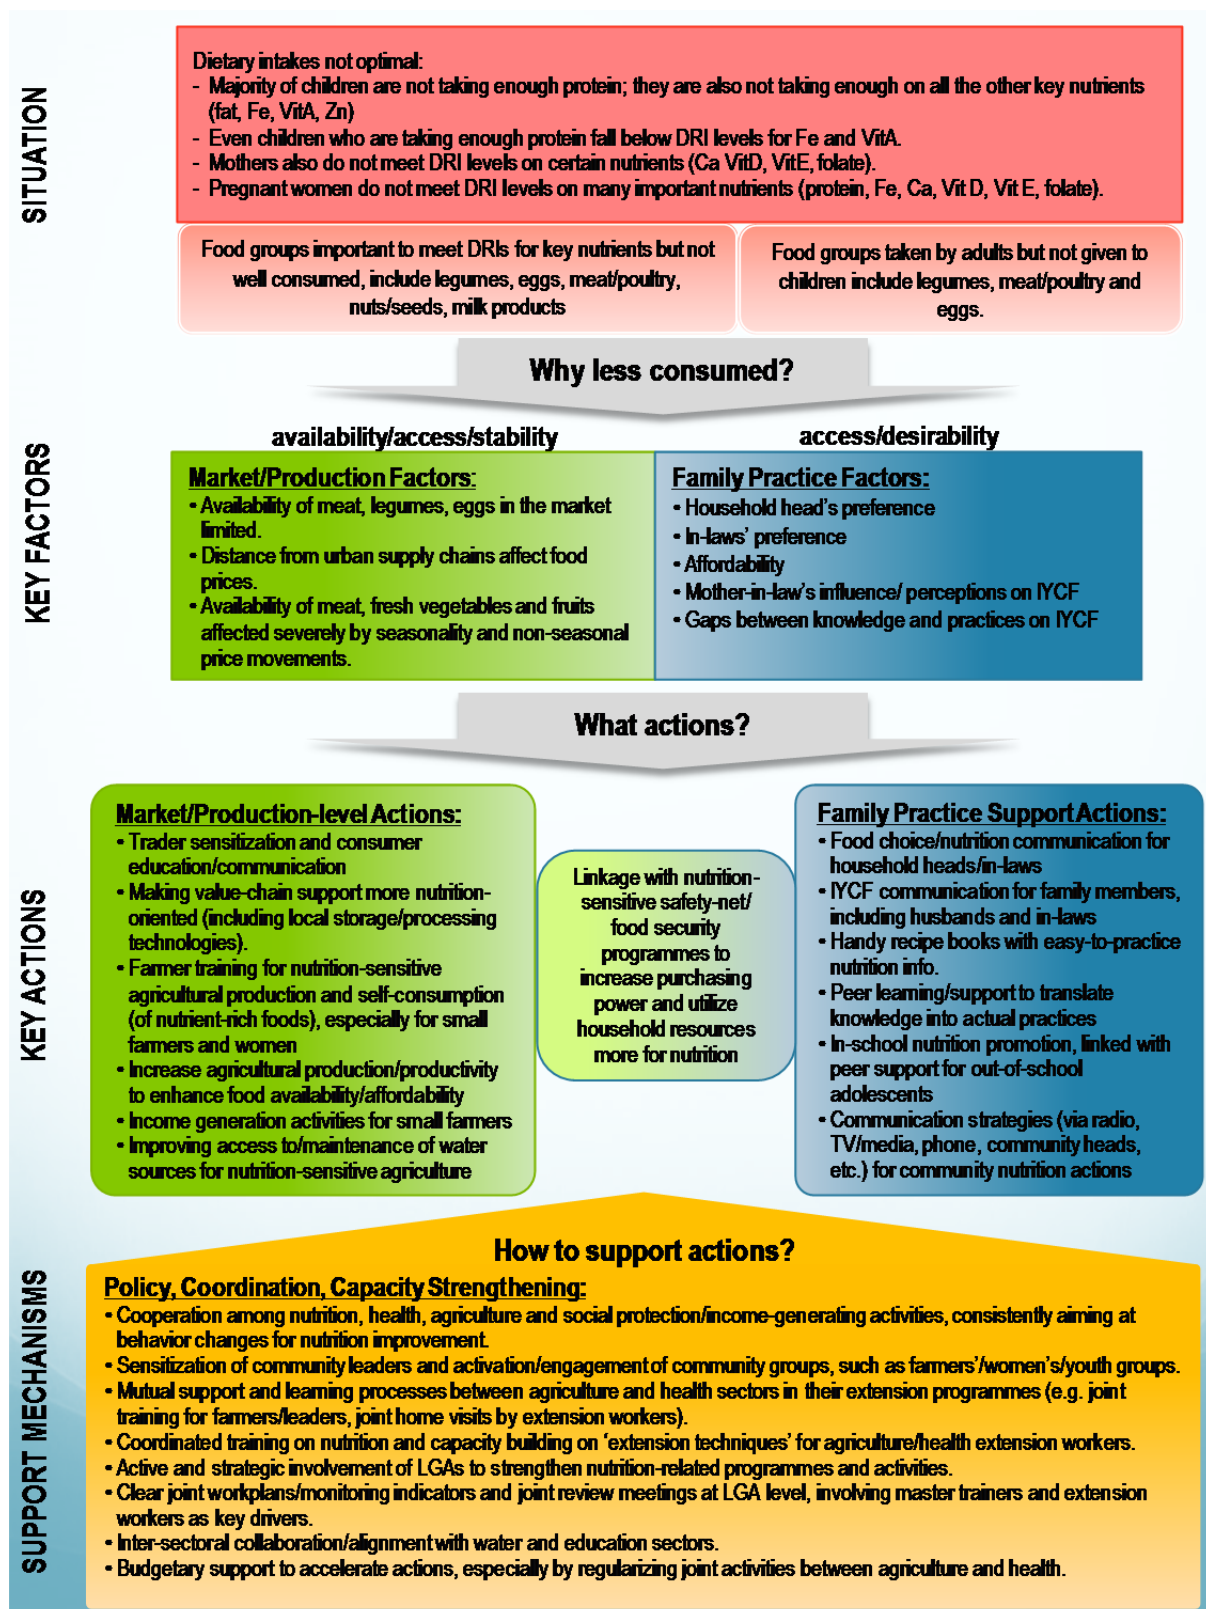 SITUATION
Dietary intakes not optimal:
- Majority of children are not taking enough protein; they are also not taking enough on all the other key nutrients
(fat, Fe, VitA, Zn)
- Even children who are taking enough protein fall below DRI levels for Fe and VitA.
- Mothers also do not meet DRI levels on certain nutrients (Ca VitD, VitE, folate).
- Pregnant women do not meet DRI levels on many important nutrients (protein, Fe, Ca, Vit D, Vit E, folate).
Food groups important to meet DRIs for key nutrients but not
well consumed, include legumes, eggs, meat/poultry,
nuts/seeds, milk products
Food groups taken by adults but not given to
children include legumes, meat/poultry and
eggs.
Why less consumed?
KEY FACTORS
availability/access/stability
Market/Production Factors:
• Availability of meat, legumes, eggs in the market
limited.
• Distance from urban supply chains affect food
prices.
• Availability of meat, fresh vegetables and fruits
affected severely by seasonality and non-seasonal
price movements.
access/desirability
Family Practice Factors:
• Household head's preference
• In-laws' preference
• Affordability
• Mother-in-law's influence/ perceptions on IYCF
• Gaps between knowledge and practices on IYCF
What actions?
KEY ACTIONS
Market/Production-level Actions:
• Trader sensitization and consumer
education/communication
• Making value-chain support more nutrition-
oriented (including local storage/processing
technologies).
• Farmer training for nutrition-sensitive
agricultural production and self-consumption
(of nutrient-rich foods), especially for small
farmers and women
• Increase agricultural production/productivity
to enhance food availability/affordability
• Income generation activities for small farmers
• Improving access to/maintenance of water
sources for nutrition-sensitive agriculture
Linkage with nutrition-
sensitive safety-net/
food security
programmes to
increase purchasing
power and utilize
household resources
more for nutrition
Family Practice Support Actions:
• Food choice/nutrition communication for
household heads/in-laws
• IYCF communication for family members,
including husbands and in-laws
• Handy recipe books with easy-to-practice
nutrition info.
• Peer learning/support to translate
knowledge into actual practices
• In-school nutrition promotion, linked with
peer support for out-of-school
adolescents
• Communication strategies (via radio,
TV/media, phone, community heads,
etc.) for community nutrition actions
SUPPORT MECHANISMS
How to support actions?
Policy, Coordination, Capacity Strengthening:
• Cooperation among nutrition, health, agriculture and social protection/income-generating activities, consistently aiming at
behavior changes for nutrition improvement.
• Sensitization of community leaders and activation/engagement of community groups, such as farmers'/women's/youth groups.
• Mutual support and learning processes between agriculture and health sectors in their extension programmes (e.g. joint
training for farmers/leaders, joint home visits by extension workers).
• Coordinated training on nutrition and capacity building on 'extension techniques' for agriculture/health extension workers.
• Active and strategic involvement of LGAs to strengthen nutrition-related programmes and activities.
• Clear joint workplans/monitoring indicators and joint review meetings at LGA level, involving master trainers and extension
workers as key drivers.
• Inter-sectoral collaboration/alignment with water and education sectors.
• Budgetary support to accelerate actions, especially by regularizing joint activities between agriculture and health.